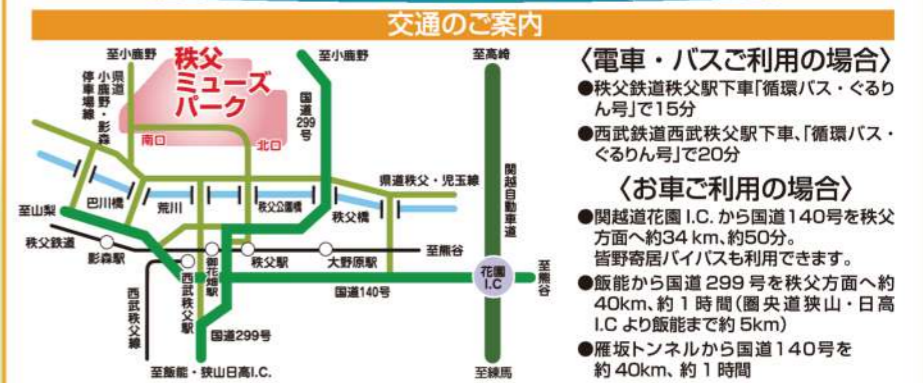 交通のご案内
至小鹿野
秩父
ミューズ
パーク
至小鹿野
至高崎
県道
小鹿野・影森
停車場線
国道299号
南口
北口
関越自動車道
県道秩父・児玉線
巴川橋
荒川
秩父公園橋
秩父橋
至山梨
秩父鉄道
影森駅
西武秩父駅
御花畑駅
秩父駅
大野原駅
至熊谷
花園
I.C
至熊谷
国道140号
西武秩父線
国道299号
至飯能・狭山日高I.C.
至練馬
〈電車・バスご利用の場合〉
●秩父鉄道秩父駅下車「循環バス・ぐるり
ん号」で15分
●西武鉄道西武秩父駅下車、「循環バス・
ぐるりん号」で20分
〈お車ご利用の場合〉
●関越道花園I.C.から国道140号を秩父
方面へ約34km、約50分。
皆野寄居バイパスも利用できます。
●飯能から国道299号を秩父方面へ約
40km、約1時間(圏央道狭山・日高
I.Cより飯能まで約5km)
●雁坂トンネルから国道140号を
約40km、約1時間